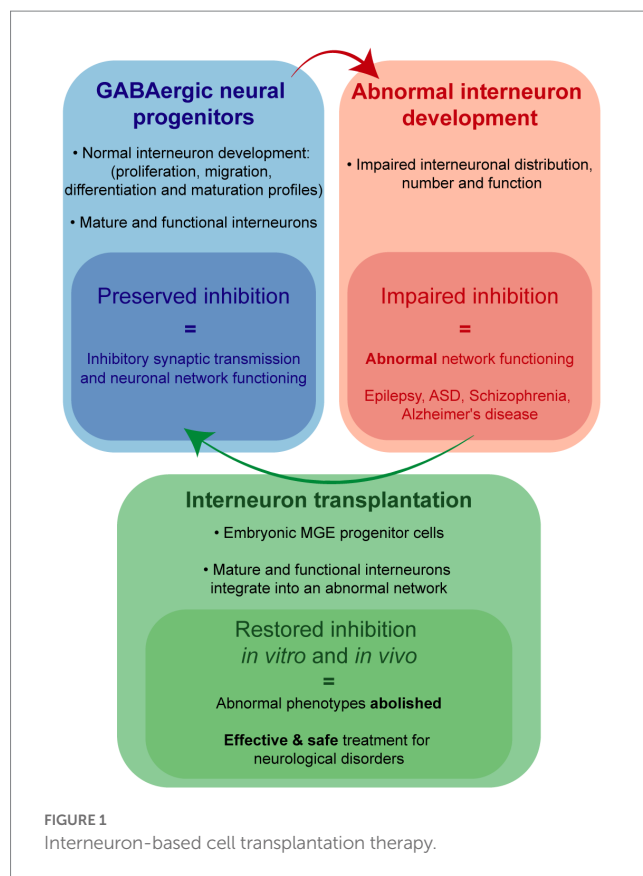 GABAergic neural
progenitors
• Normal interneuron development:
(proliferation, migration,
differentiation and maturation profiles)
• Mature and functional interneurons
Preserved inhibition
=
Inhibitory synaptic transmission
and neuronal network functioning
Abnormal interneuron
development
• Impaired interneuronal distribution,
number and function
Impaired inhibition
=
Abnormal network functioning
Epilepsy, ASD, Schizophrenia,
Alzheimer's disease
Interneuron transplantation
• Embryonic MGE progenitor cells
• Mature and functional interneurons
integrate into an abnormal network
Restored inhibition
in vitro and in vivo
=
Abnormal phenotypes abolished
Effective & safe treatment for
neurological disorders
FIGURE 1
Interneuron-based cell transplantation therapy.